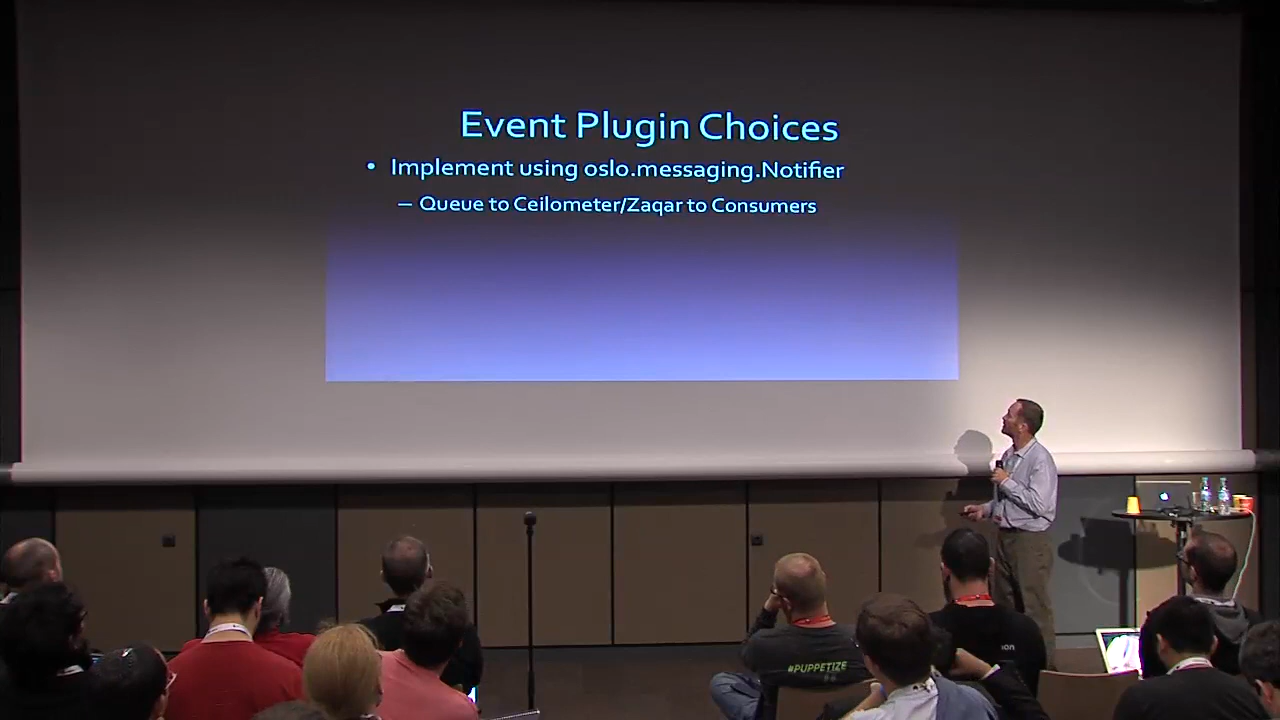 Event Plugin Choices
• Implement using oslo.messaging.Notifier
– Queue to Ceilometer/Zaqar to Consumers
#PUPPETIZE